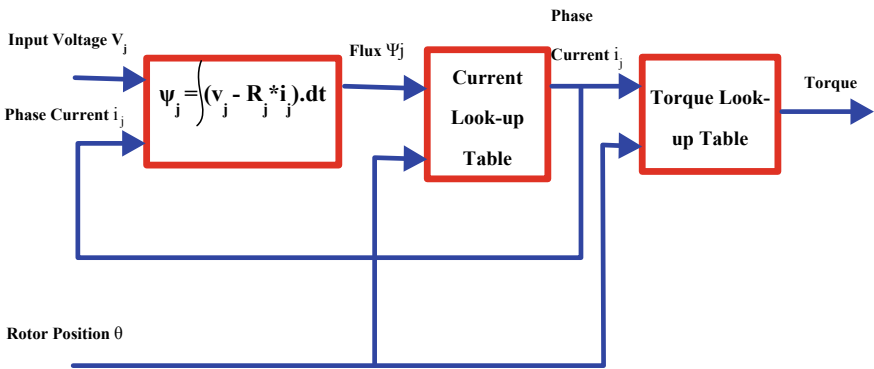 Input Voltage Vj
Phase Current ij
ψj = ∫(vj - Rj*ij).dt
Flux Ψj
Current
Look-up
Table
Phase
Current ij
Torque Look-
up Table
Torque
Rotor Position θ